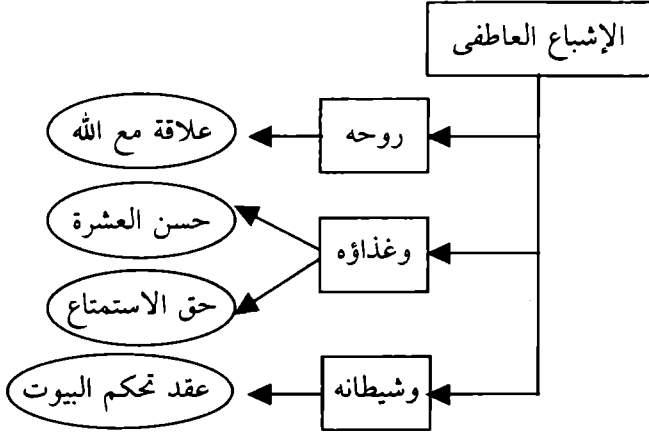 الإشباع العاطفى
روحه
علاقة مع الله
وغذاؤه
حسن العشرة
حق الاستمتاع
وشيطانه
عقد تحكم البيوت